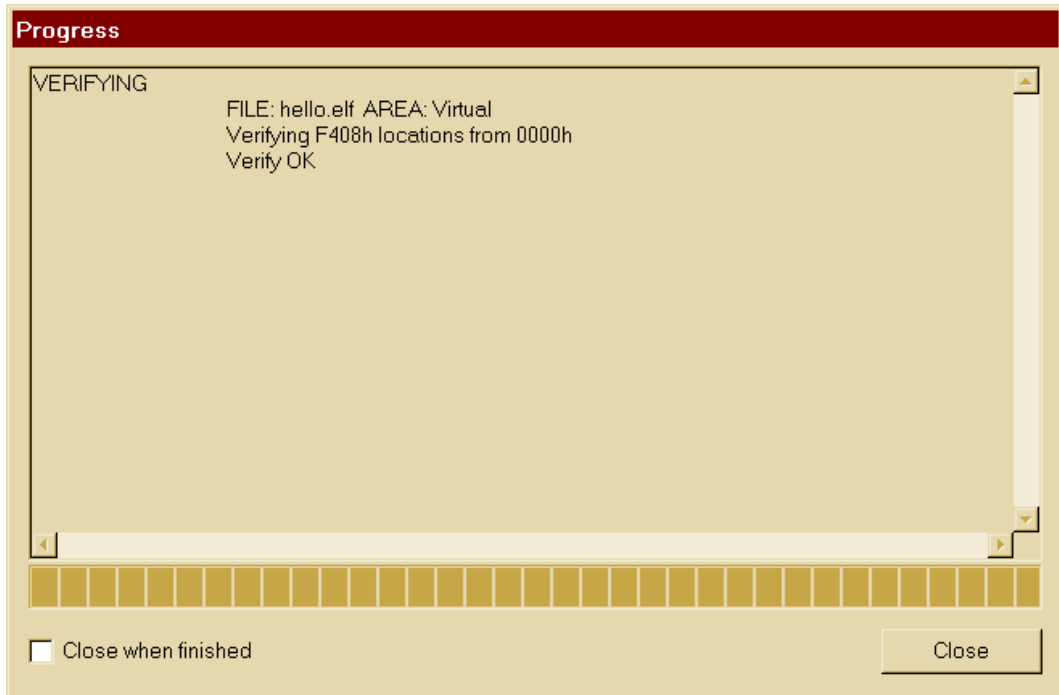 Progress
VERIFYING
FILE: hello.elf AREA: Virtual
Verifying F408h locations from 0000h
Verify OK
Close when finished
Close